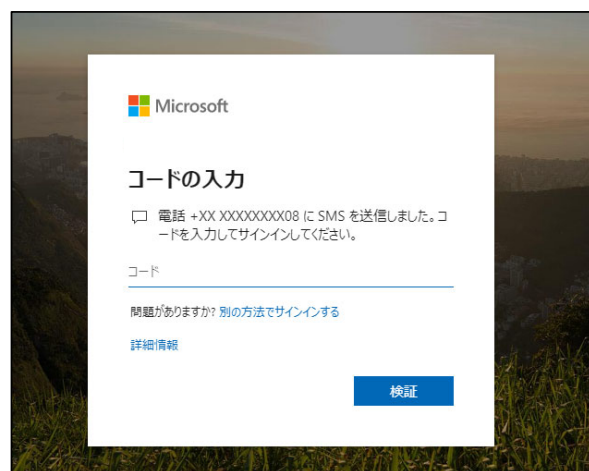 Microsoft
コードの入力
電話 +XX XXXXXXXX08 に SMS を送信しました。コ
ードを入力してサインインしてください。
コード
問題がありますか? 別の方法でサインインする
詳細情報
検証